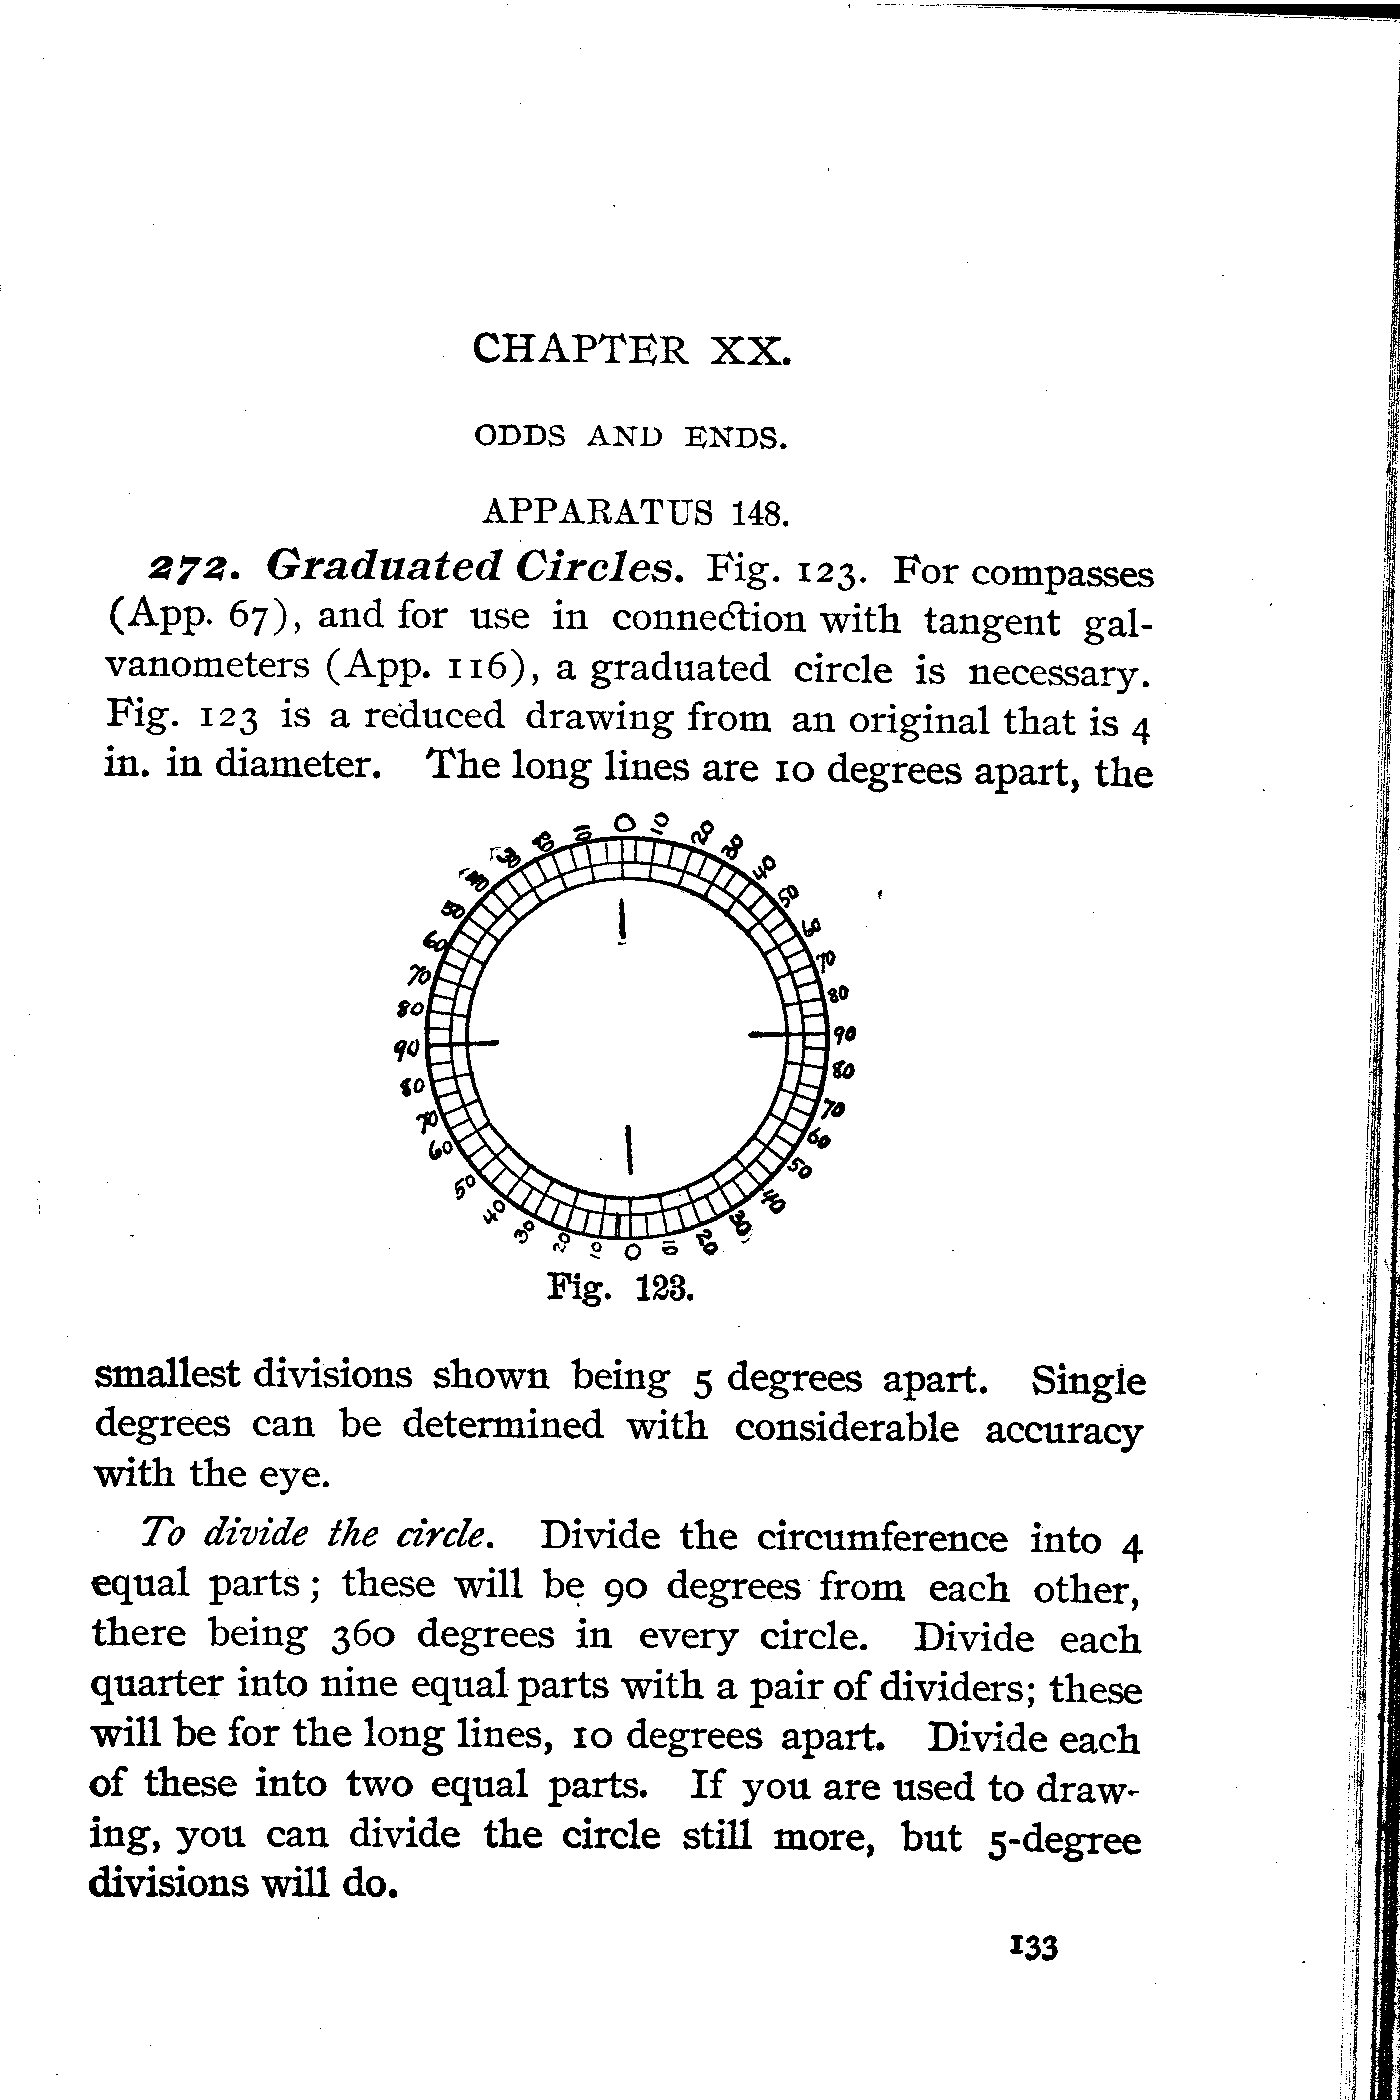 CHAPTER XX.
ODDS AND ENDS.
APPARATUS 148.
272. Graduated Circles. Fig. 123. For compasses
(App. 67), and for use in connection with tangent gal-
vanometers (App. 116), a graduated circle is necessary.
Fig. 123 is a reduced drawing from an original that is 4
in. in diameter. The long lines are 10 degrees apart, the
0 10 20 30 40 50 60 70 80 90 80 70 60 50 40 30 20 10 0 10 20 30 40 50 60 70 80 90 80 70 60 50 40 30 20 10
Fig. 123.
smallest divisions shown being 5 degrees apart. Single
degrees can be determined with considerable accuracy
with the eye.
To divide the circle. Divide the circumference into 4
equal parts; these will be 90 degrees from each other,
there being 360 degrees in every circle. Divide each
quarter into nine equal parts with a pair of dividers; these
will be for the long lines, 10 degrees apart. Divide each
of these into two equal parts. If you are used to draw-
ing, you can divide the circle still more, but 5-degree
divisions will do.
133